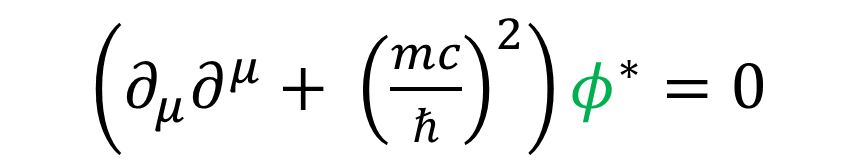 (∂_μ ∂^μ + (mc/ħ)^2) ϕ* = 0